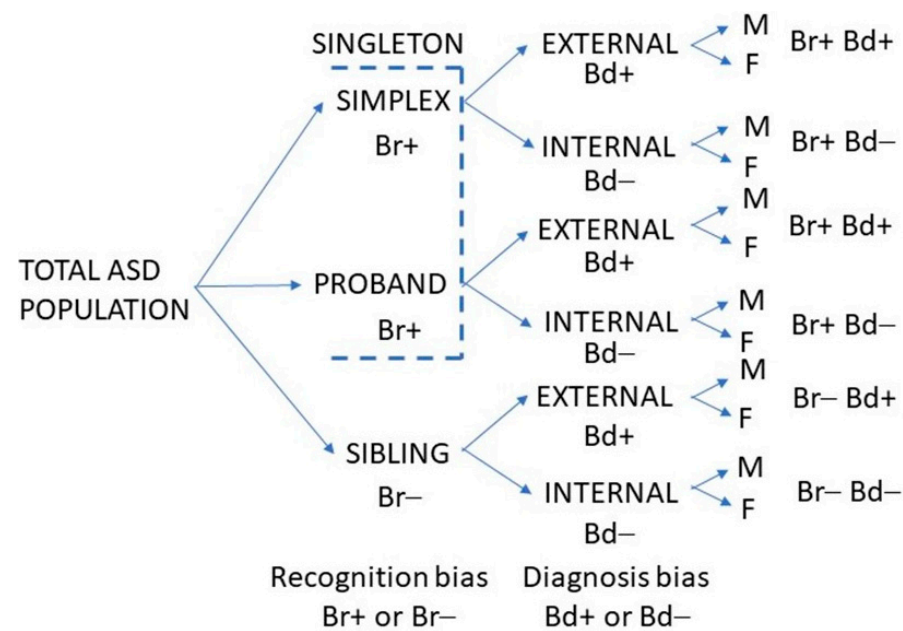 SINGLETON
SIMPLEX
Br+
PROBAND
Br+
SIBLING
Br−
TOTAL ASD
POPULATION
EXTERNAL
Bd+
M
F
Br+ Bd+
INTERNAL
Bd−
M
F
Br+ Bd−
EXTERNAL
Bd+
M
F
Br+ Bd+
INTERNAL
Bd−
M
F
Br+ Bd−
EXTERNAL
Bd+
M
F
Br− Bd+
INTERNAL
Bd−
M
F
Br− Bd−
Recognition bias
Br+ or Br−
Diagnosis bias
Bd+ or Bd−